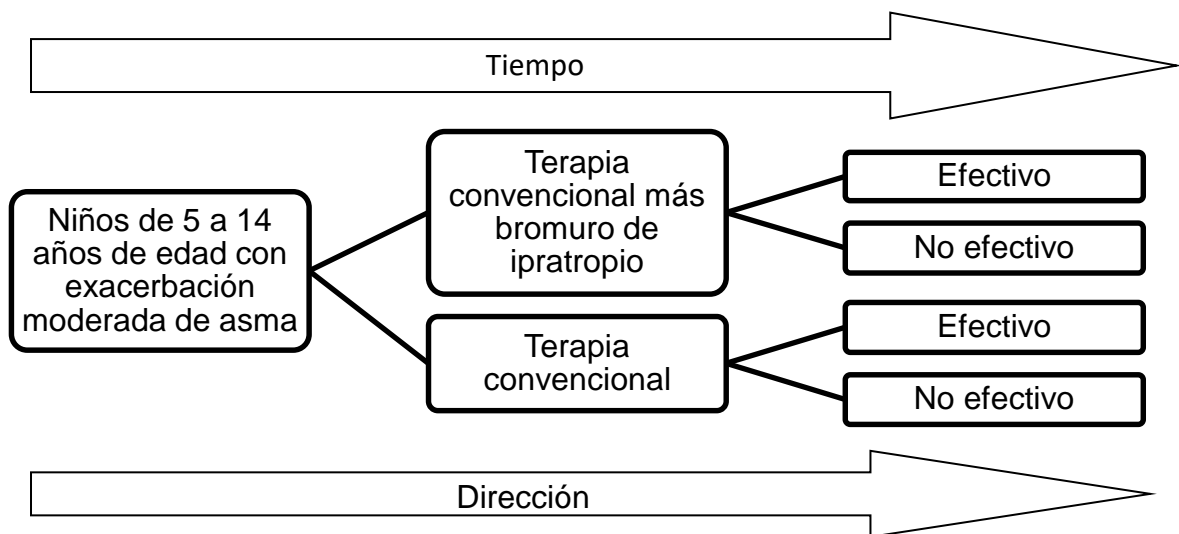 Tiempo
Niños de 5 a 14
años de edad con
exacerbación
moderada de asma
Terapia
convencional más
bromuro de
ipratropio
Efectivo
No efectivo
Terapia
convencional
Efectivo
No efectivo
Dirección